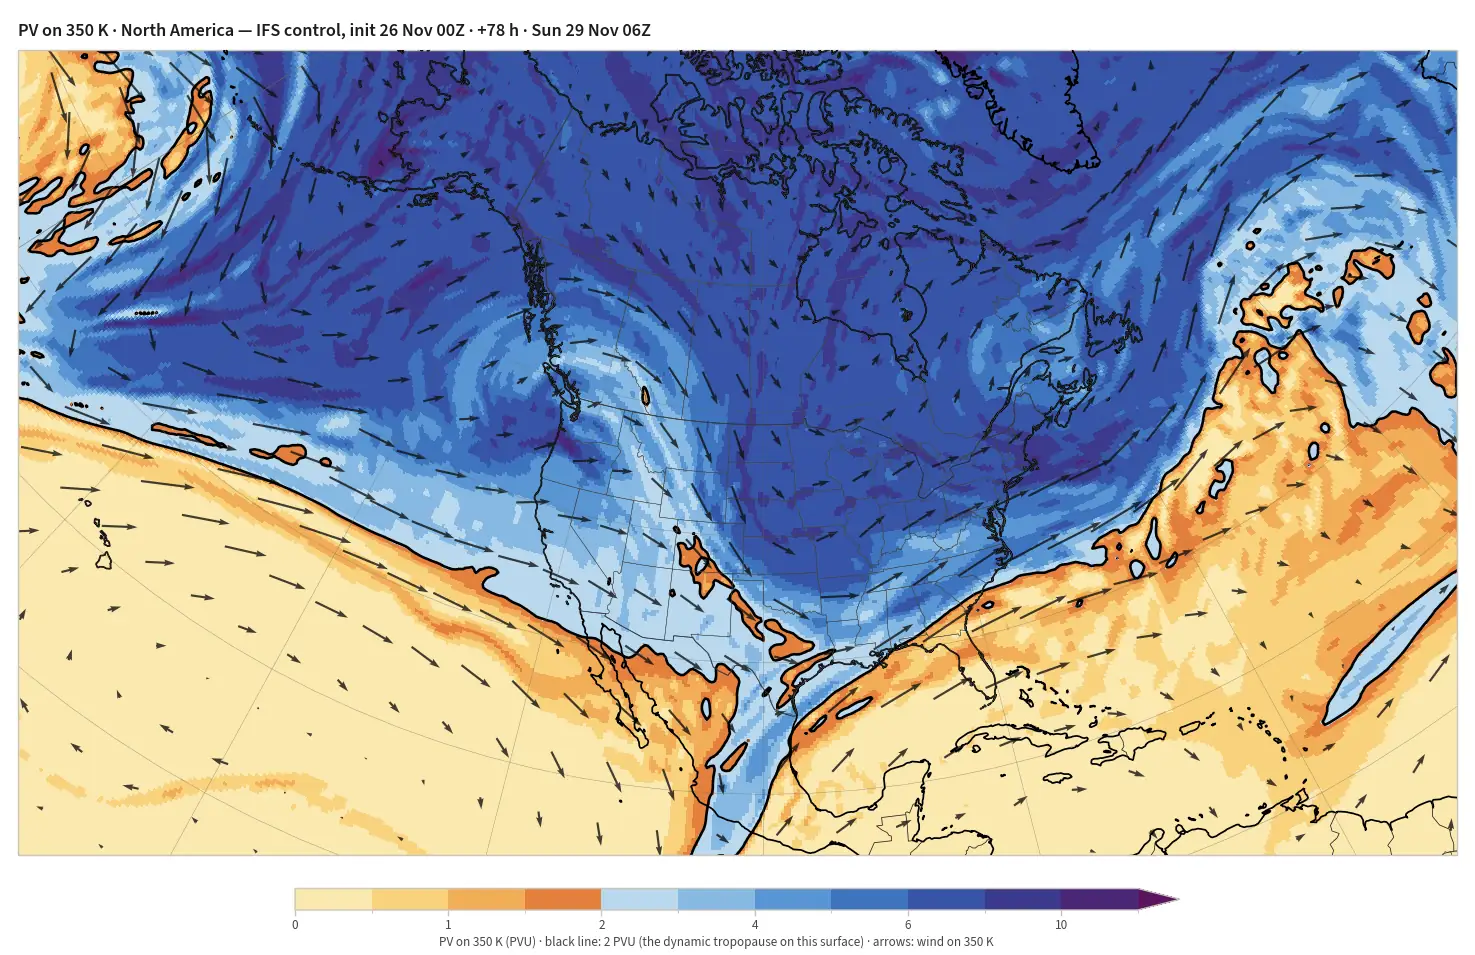 PV on 350 K · North America — IFS control, init 26 Nov 00Z · +78 h · Sun 29 Nov 06Z
0 1 2 4 6 10
PV on 350 K (PVU) · black line: 2 PVU (the dynamic tropopause on this surface) · arrows: wind on 350 K